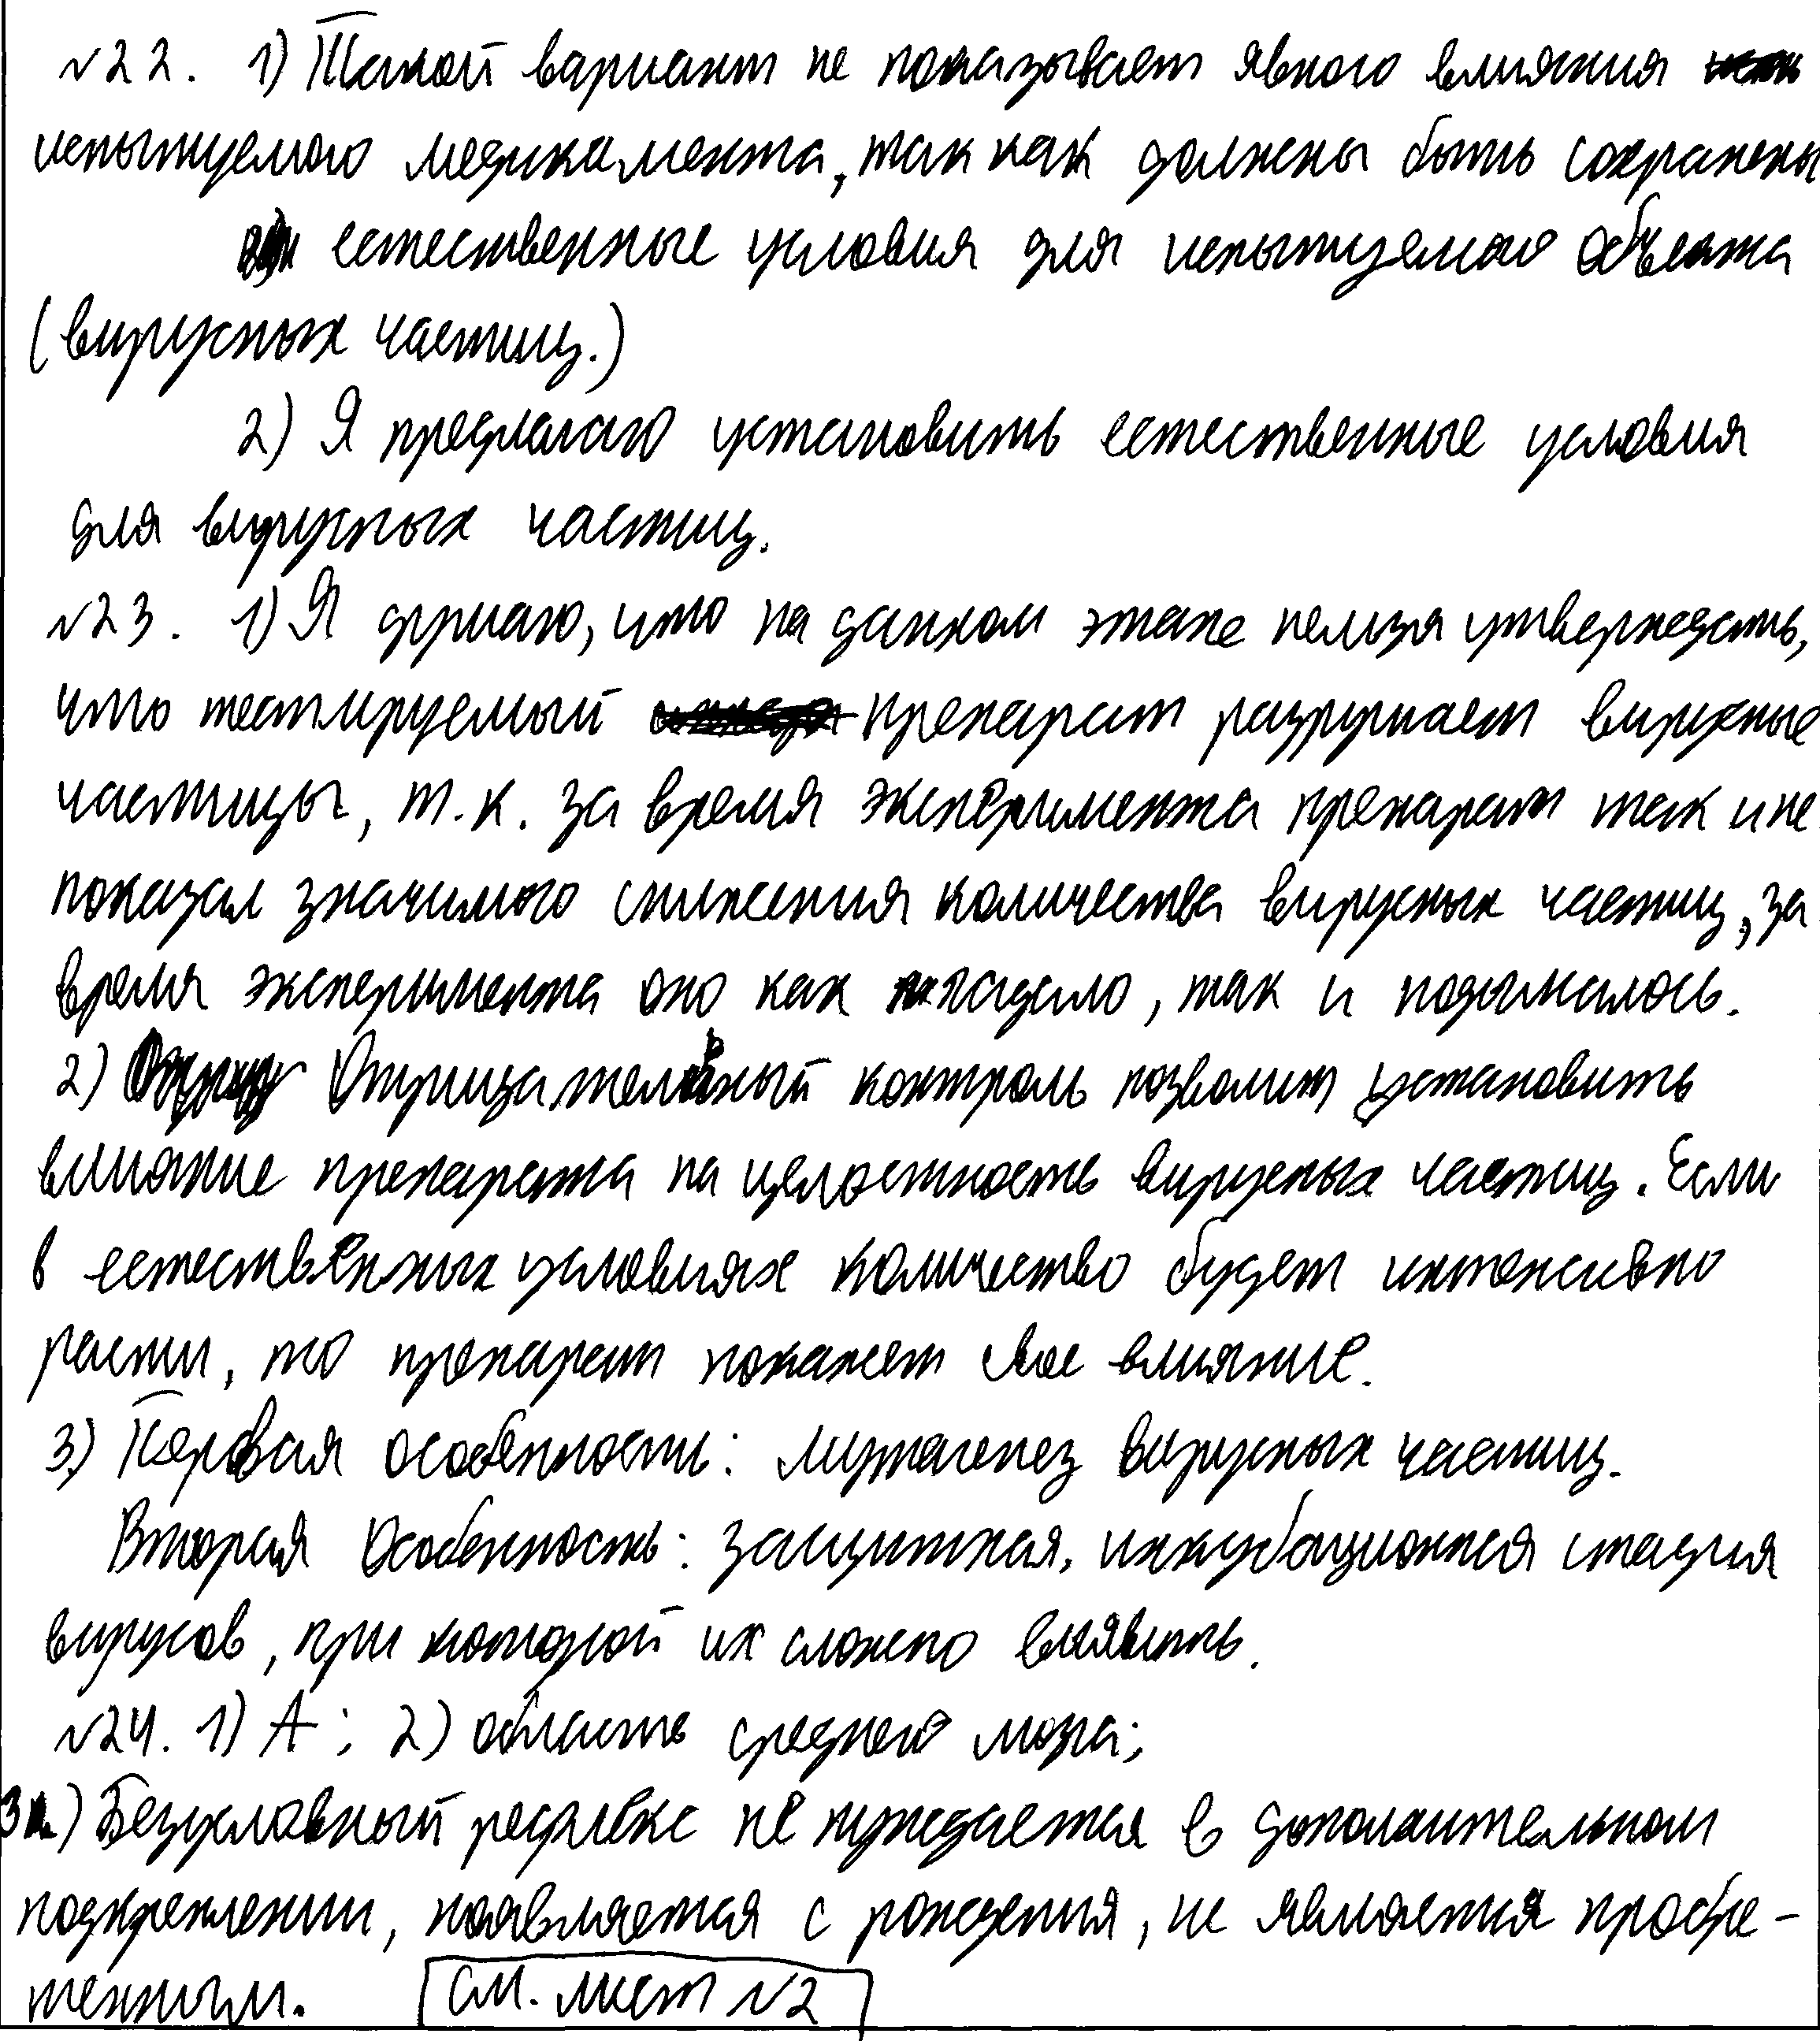 №22. 1) Такой вариант не показывает явного влияния
испытуемого медикамента, так как должны быть сохранены
естественные условия для испытуемого объекта
(вирусных частиц.)
2) Я предлагаю установить естественные условия
для вирусных частиц.
№23. 1) Я думаю, что на данном этапе нельзя утверждать,
что тестируемый препарат разрушает вирусные
частицы, т.к. за время эксперимента препарат так и не
показал значимого снижения количества вирусных частиц, за
время эксперимента оно как падало, так и поднималось.
2) Отрицательный контроль позволит установить
влияние препарата на целостность вирусных частиц. Если
в естественных условиях количество будет интенсивно
расти, то препарат покажет свое влияние.
3) Первая особенность: мутагенез вирусных частиц.
Вторая особенность: защитная, инкубационная стадия
вирусов, при которой их сложно выявить.
№24. 1) А; 2) область среднего мозга;
3) Безусловный рефлекс не нуждается в дополнительном
подкреплении, появляется с рождения, не является приобре-
тенным. См. лист №2